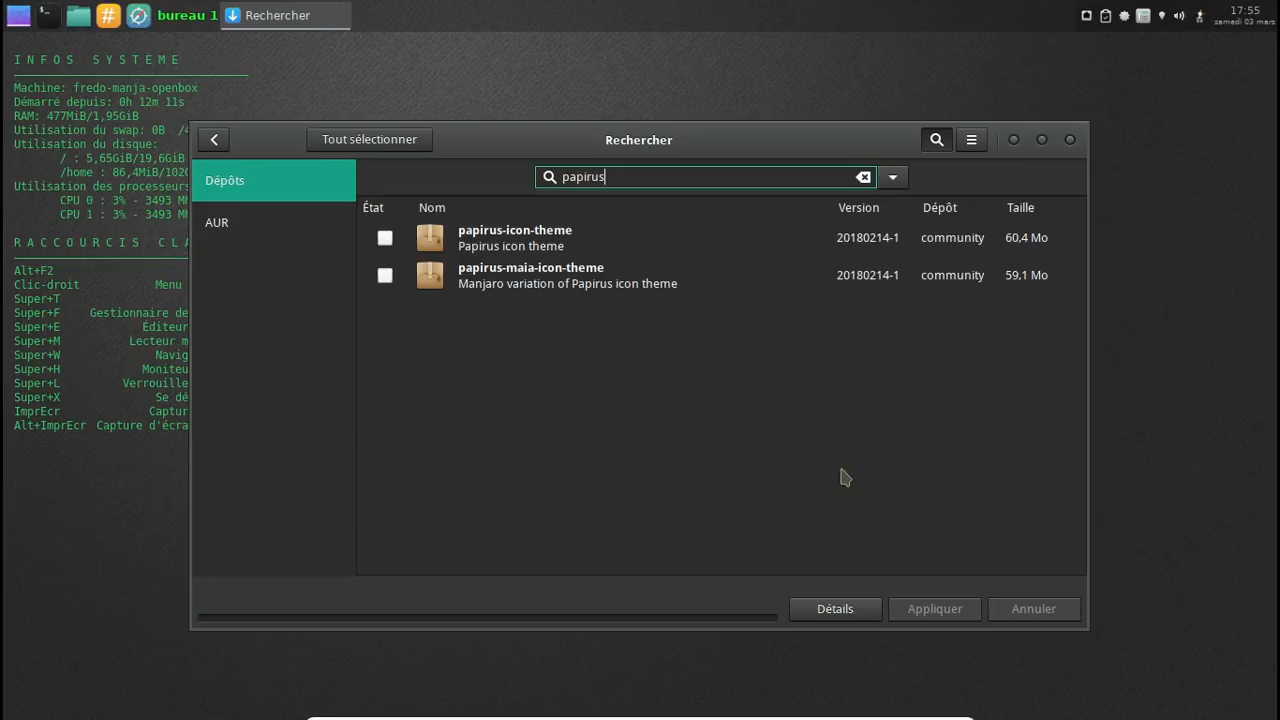 bureau 1
Rechercher
17:55
samedi 03 mars
INFOS SYSTÈME
Machine: fredo-manja-openbox
Démarré depuis: 0h 12m 11s
RAM: 477MiB/1,95GiB
Utilisation du swap: 0B /4
Utilisation du disque:
/ : 5,65GiB/19,6GiB
/home : 86,4MiB/102
Utilisation des processeurs
CPU 0 : 3% - 3493 Mh
CPU 1 : 3% - 3493 Mh
RACCOURCIS CLA
Alt+F2
Clic-droit Menu
Super+T
Super+F Gestionnaire de
Super+E Éditeur
Super+M Lecteur m
Super+W Navig
Super+H Moniteu
Super+L Verrouille
Super+X Se dé
ImprEcr Captur
Alt+ImprEcr Capture d'écra
Tout sélectionner
Rechercher
Dépôts
AUR
papirus
État Nom Version Dépôt Taille
papirus-icon-theme
Papirus icon theme
20180214-1 community 60,4 Mo
papirus-maia-icon-theme
Manjaro variation of Papirus icon theme
20180214-1 community 59,1 Mo
Détails Appliquer Annuler